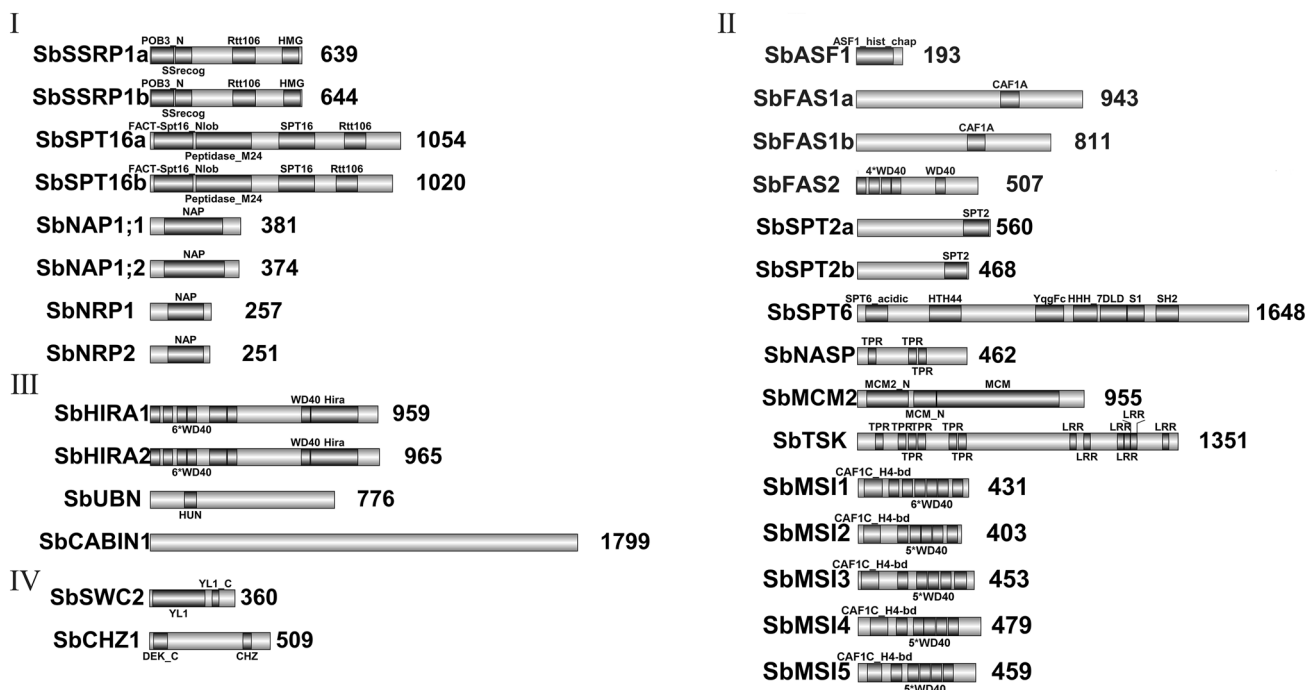 I
POB3_N Rtt106 HMG
SbSSRP1a 639
SSrecog
POB3_N Rtt106 HMG
SbSSRP1b 644
SSrecog
FACT-Spt16_Nlob SPT16 Rtt106
SbSPT16a 1054
Peptidase_M24
FACT-Spt16_Nlob SPT16 Rtt106
SbSPT16b 1020
Peptidase_M24
NAP
SbNAP1;1 381
NAP
SbNAP1;2 374
NAP
SbNRP1 257
NAP
SbNRP2 251
III
WD40 Hira
SbHIRA1 959
6*WD40
WD40 Hira
SbHIRA2 965
6*WD40
SbUBN 776
HUN
SbCABIN1 1799
IV
YL1_C
SbSWC2 360
YL1
SbCHZ1 509
DEK_C CHZ
II
ASF1_hist_chap
SbASF1 193
CAF1A
SbFAS1a 943
CAF1A
SbFAS1b 811
4*WD40 WD40
SbFAS2 507
SPT2
SbSPT2a 560
SPT2
SbSPT2b 468
SPT6_acidic HTH44 YqgFc HHH_7 DLD S1 SH2
SbSPT6 1648
TPR TPR
SbNASP 462
TPR
MCM2_N MCM
SbMCM2 955
MCM_N LRR
TPR TPR TPR TPR LRR LRR LRR
SbTSK 1351
TPR TPR LRR LRR
CAF1C_H4-bd
SbMSI1 431
6*WD40
CAF1C_H4-bd
SbMSI2 403
5*WD40
CAF1C_H4-bd
SbMSI3 453
5*WD40
CAF1C_H4-bd
SbMSI4 479
5*WD40
CAF1C_H4-bd
SbMSI5 459
5*WD40